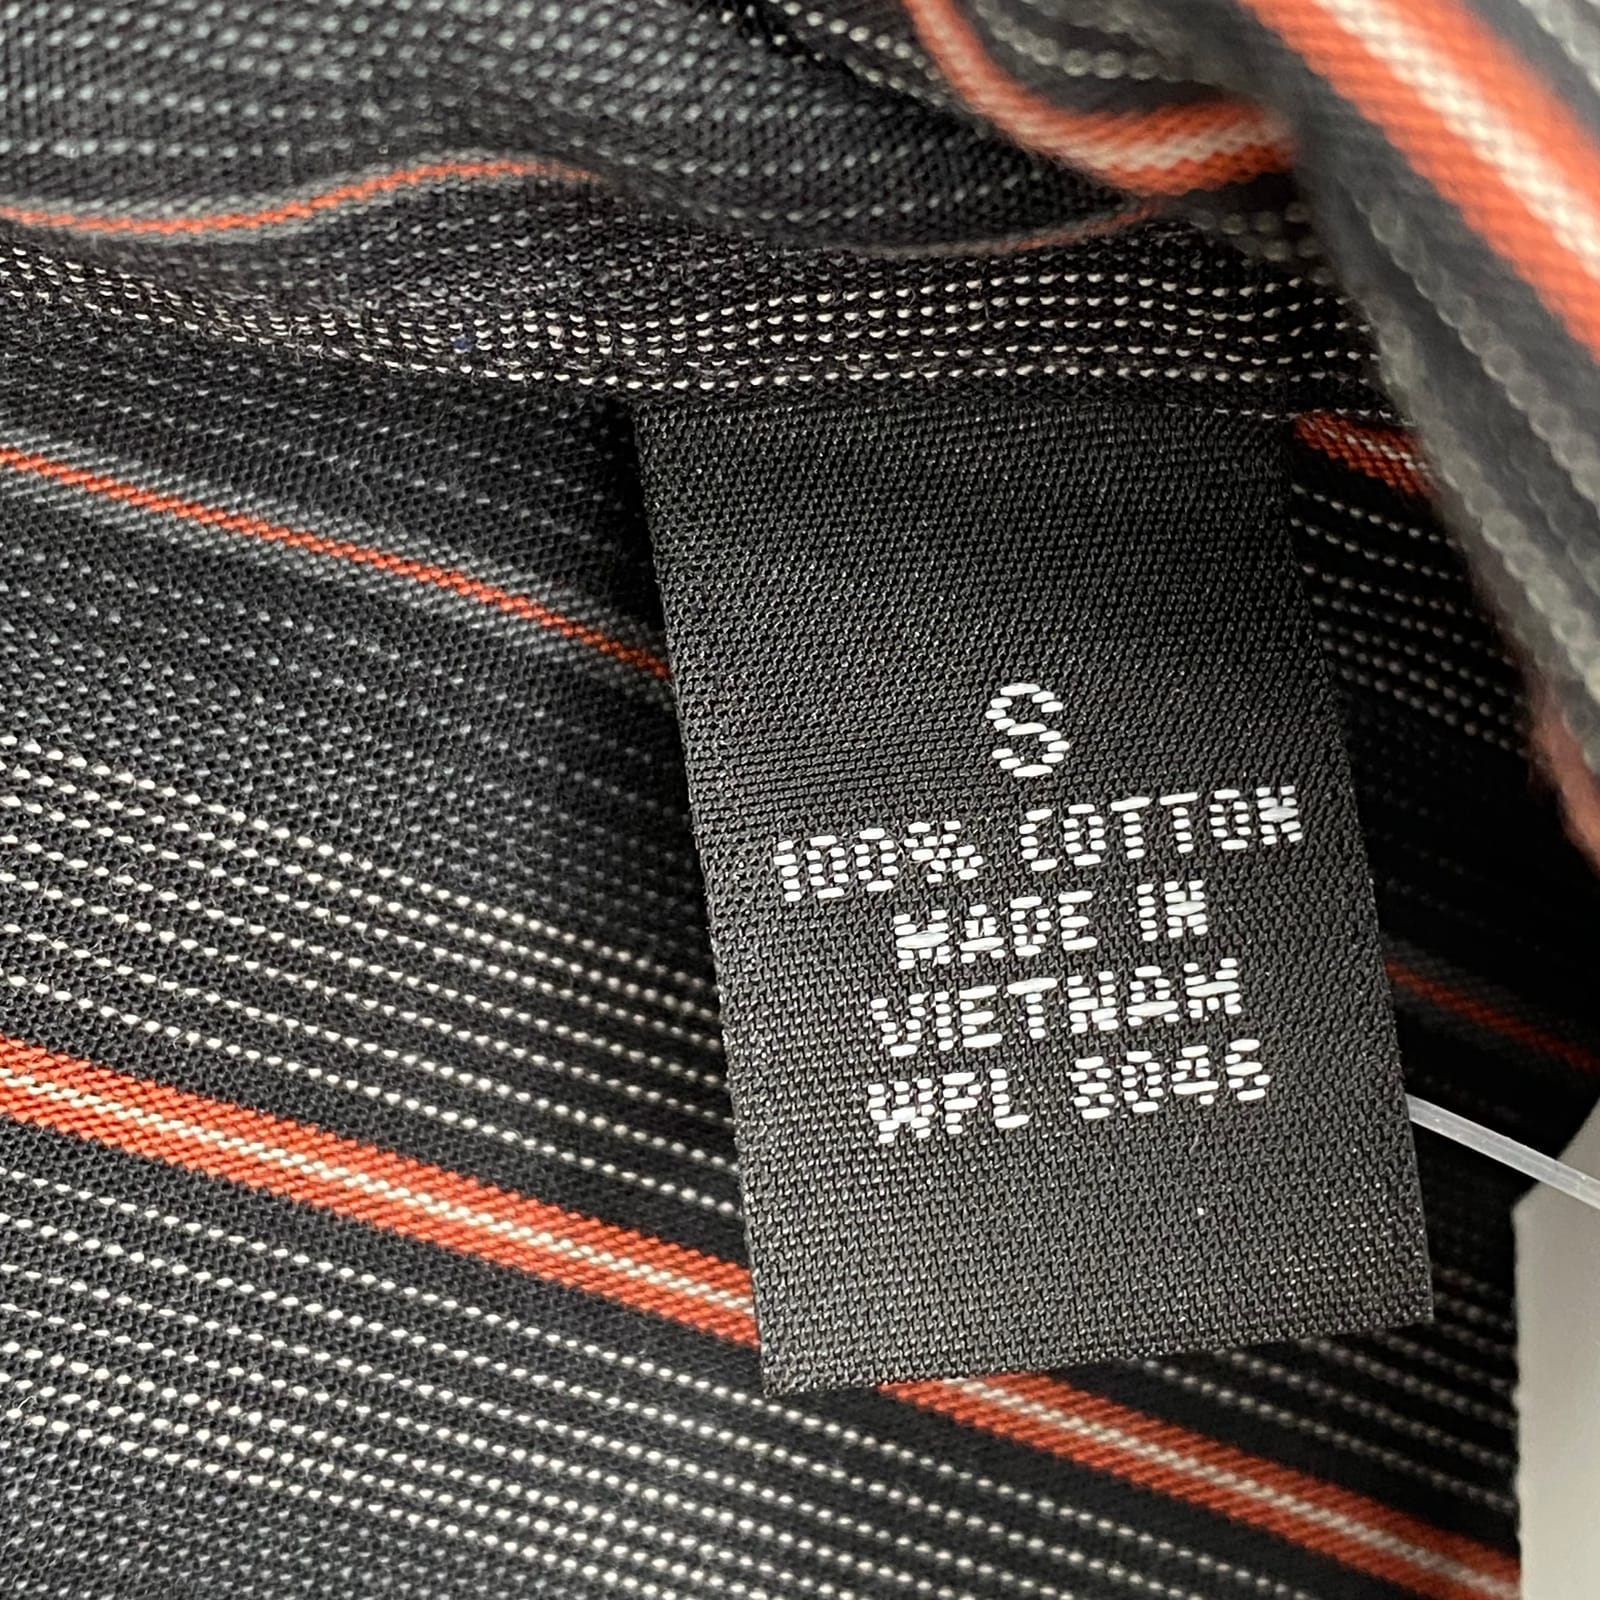 S
100% COTTON
MADE IN
VIETNAM
WPL 8046